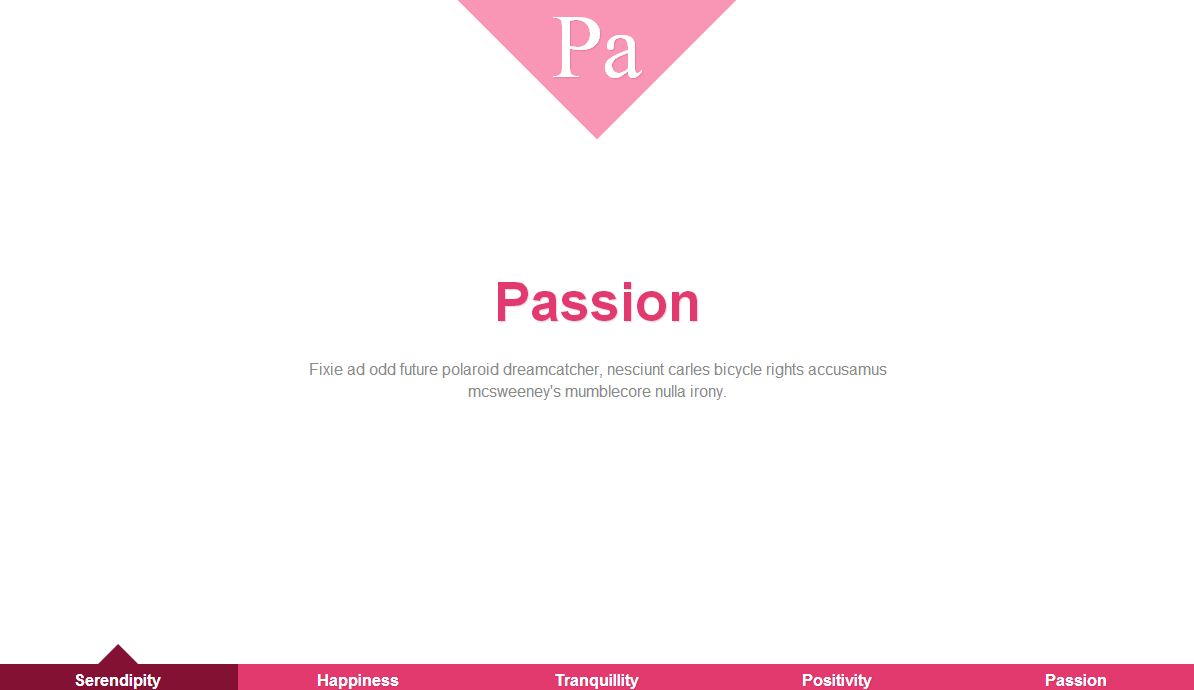 Pa
Passion
Fixie ad odd future polaroid dreamcatcher, nesciunt carles bicycle rights accusamus
mcsweeney's mumblecore nulla irony.
Serendipity Happiness Tranquillity Positivity Passion